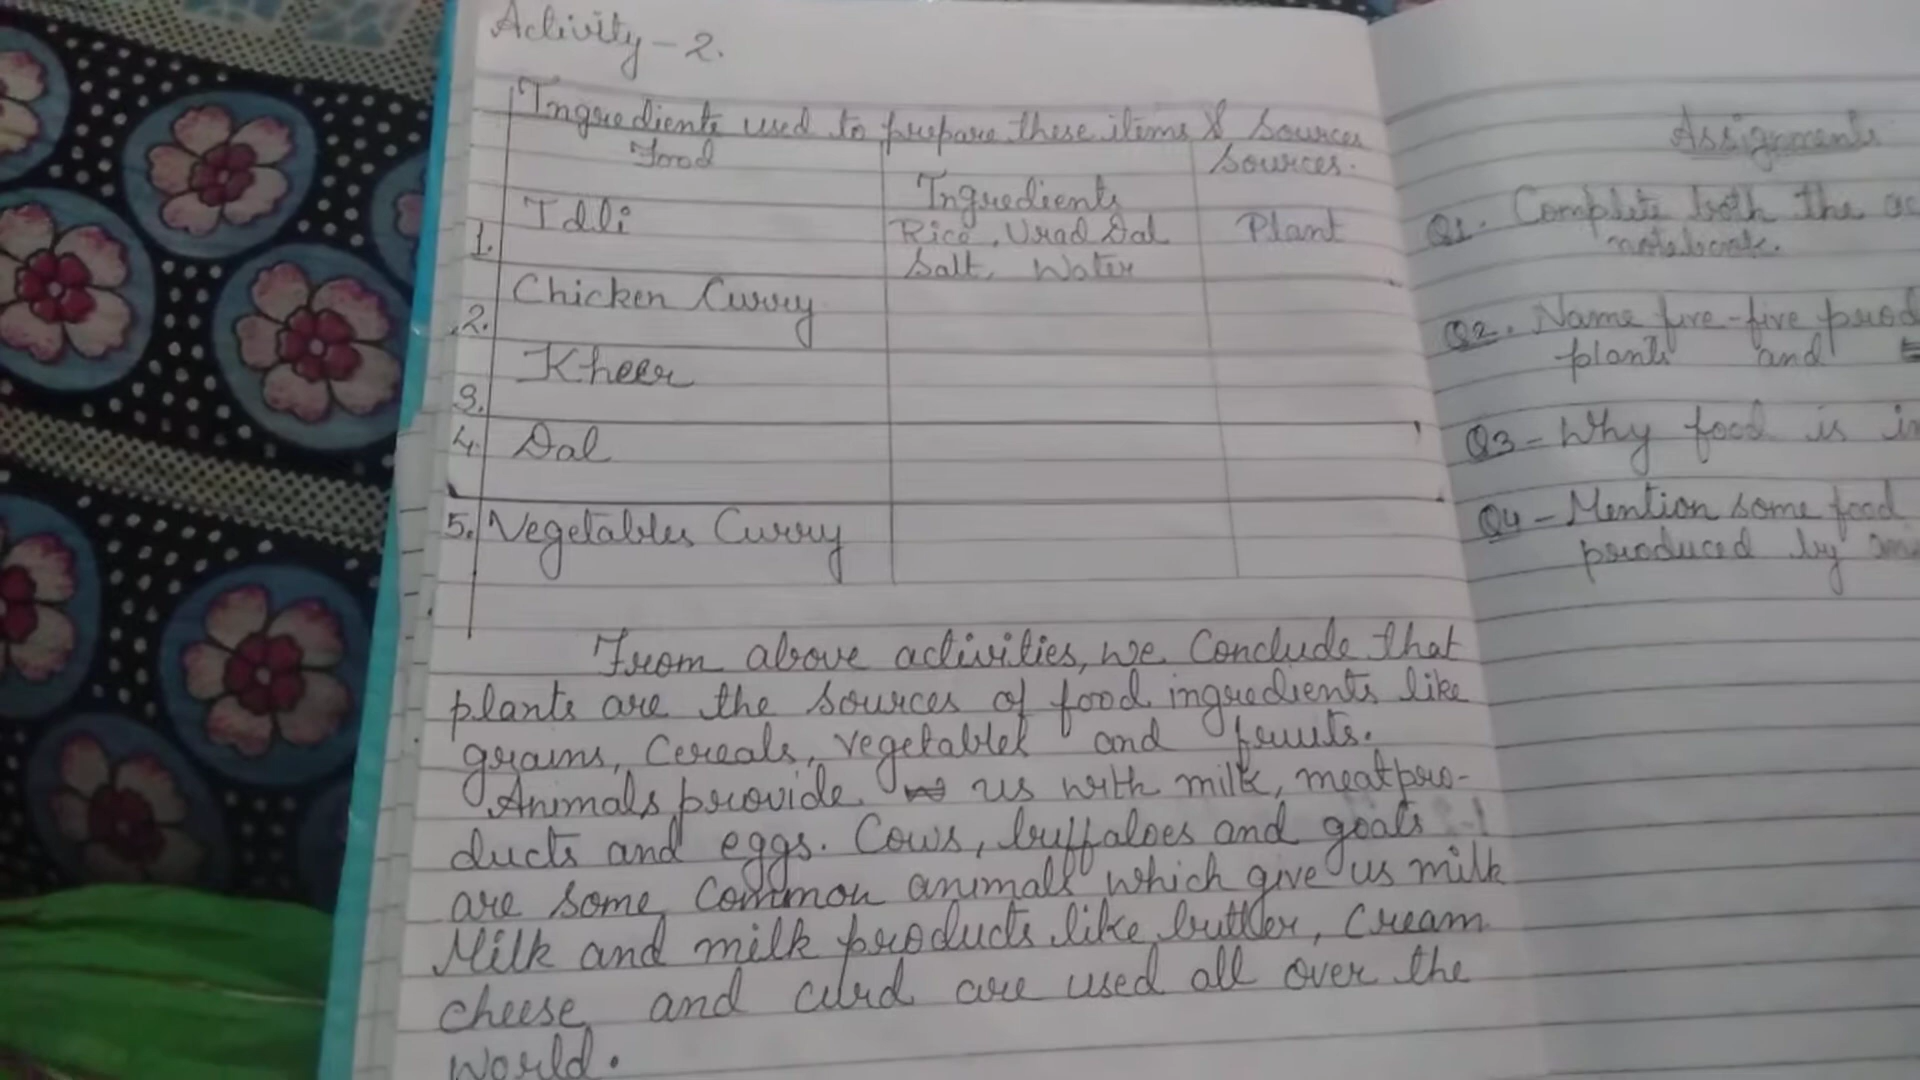 Activity - 2.
Ingredients used to prepare these items & sources
Food
Ingredients
Sources.
1. Idli
Rice, Urad Dal
Salt, Water
Plant
2. Chicken Curry
3. Kheer
4. Dal
5. Vegetables Curry
From above activities, we conclude that
plants are the sources of food ingredients like
grains, cereals, vegetables and fruits.
Animals provide us with milk, meat pro-
ducts and eggs. Cows, buffaloes and goats
are some common animals which give us milk
Milk and milk products like butter, cream
cheese and curd are used all over the
world.
Assignments
Q1. Complete both the
notebook.
Q2. Name five-five
plants and
Q3 - Why food is
Q4 - Mention some food
produced by